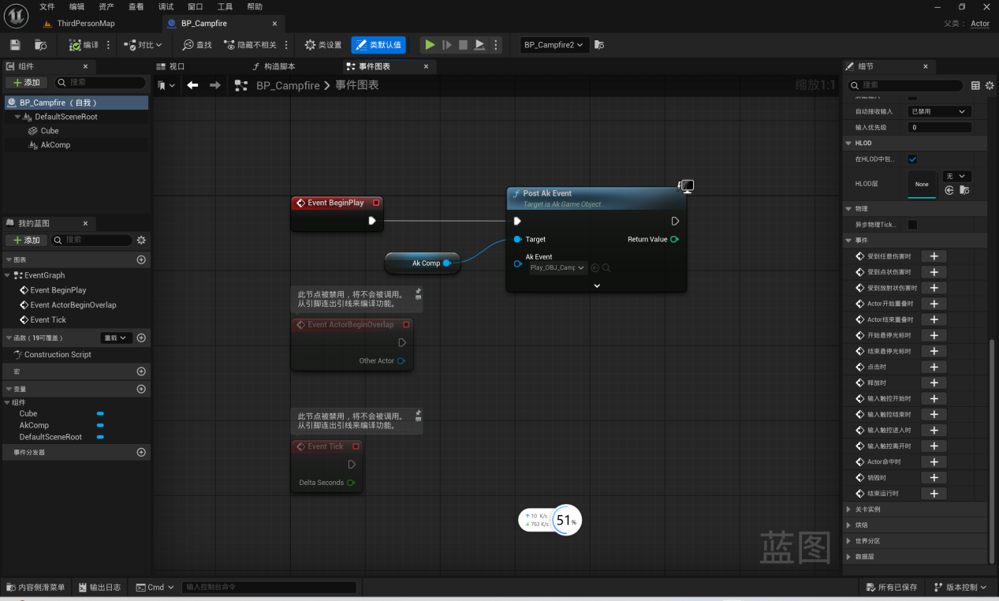 文件 编辑 资产 查看 调试 窗口 工具 帮助
ThirdPersonMap
BP_Campfire
父类： Actor
编译 对比 查找 隐藏不相关 类设置 类默认值 BP_Campfire2
组件
添加 搜索
BP_Campfire （自我）
DefaultSceneRoot
Cube
AkComp
我的蓝图
添加 搜索
图表
EventGraph
Event BeginPlay
Event ActorBeginOverlap
Event Tick
函数（19可覆盖） 重载
Construction Script
宏
变量
组件
Cube
AkComp
DefaultSceneRoot
事件分发器
视口 构造脚本 事件图表
BP_Campfire 事件图表 缩放1:1
Event BeginPlay
Post Ak Event
Target is Ak Game Object
Target Return Value
Ak Event
Play_OBJ_Camp
Ak Comp
此节点被禁用，将不会被调用。
从引脚连出引线来编译功能。
Event ActorBeginOverlap
Other Actor
此节点被禁用，将不会被调用。
从引脚连出引线来编译功能。
Event Tick
Delta Seconds
10 K/s
763 K/s
51%
蓝图
细节
搜索
自动接收输入 已禁用
输入优先级 0
HLOD
在HLOD中包...
HLOD层 None 无
物理
异步物理Tick...
事件
受到任意伤害时
受到点状伤害时
受到放射状伤害时
Actor开始重叠时
Actor结束重叠时
开始悬停光标时
结束悬停光标时
点击时
释放时
输入触控开始时
输入触控结束时
输入触控进入时
输入触控离开时
Actor命中时
销毁时
结束运行时
关卡实例
烘焙
世界分区
数据层
内容侧滑菜单 输出日志 Cmd 输入控制台命令 所有已保存 版本控制